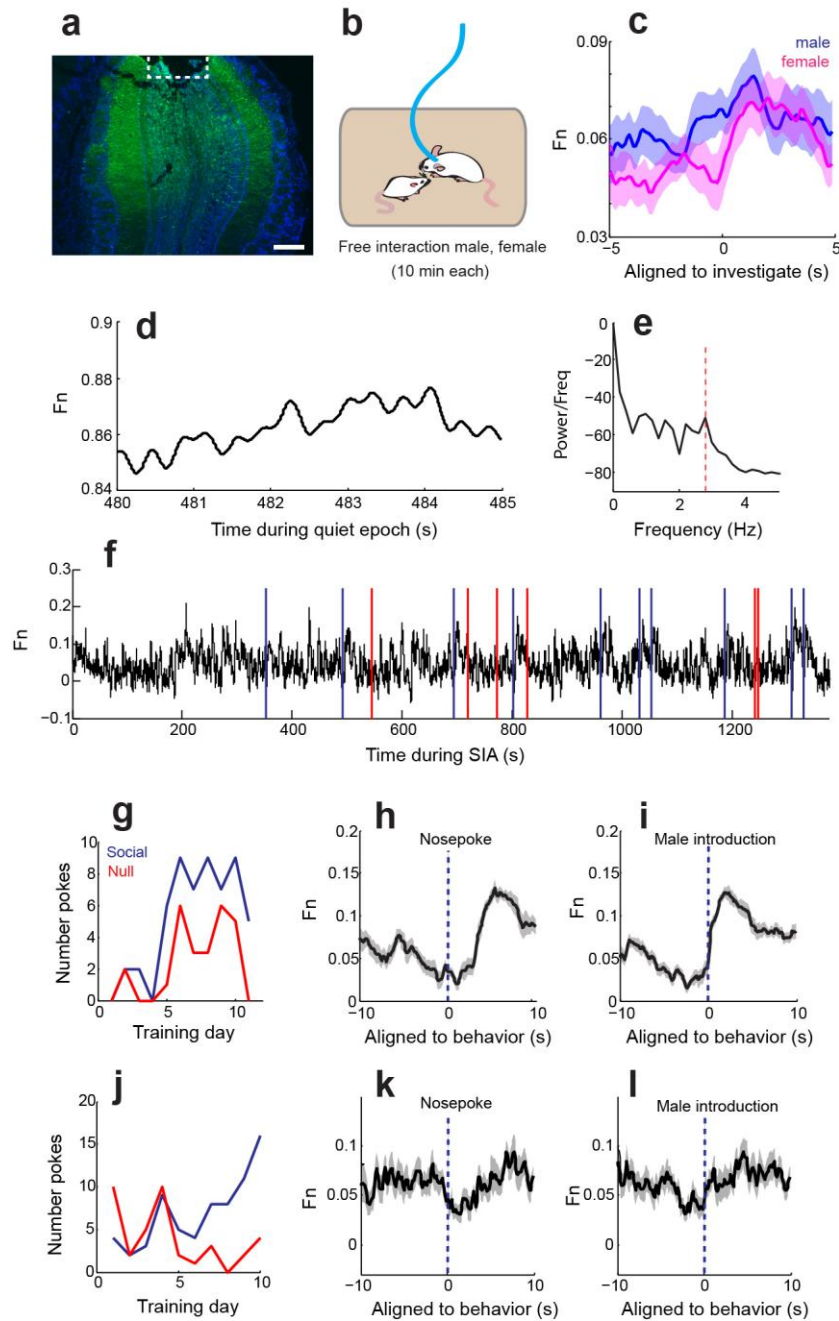 a
b
Free interaction male, female
(10 min each)
c
male
female
0.09
0.06
0.03
Fn
-5
0
5
Aligned to investigate (s)
d
0.9
0.88
0.86
0.84
Fn
480
481
482
483
484
485
Time during quiet epoch (s)
e
0
−20
−40
−60
−80
Power/Freq
0
2
4
Frequency (Hz)
f
0.3
0.2
0.1
0
−0.1
Fn
0
200
400
600
800
1000
1200
Time during SIA (s)
g
Social
Null
10
8
6
4
2
0
Number pokes
0
5
10
Training day
h
Nosepoke
0.2
0.15
0.1
0.05
0
Fn
−10
0
10
Aligned to behavior (s)
i
Male introduction
0.2
0.15
0.1
0.05
0
Fn
−10
0
10
Aligned to behavior (s)
j
20
15
10
5
0
Number pokes
0
5
10
Training day
k
Nosepoke
0.1
0.05
0
Fn
−10
0
10
Aligned to behavior (s)
l
Male introduction
0.1
0.05
0
Fn
−10
0
10
Aligned to behavior (s)